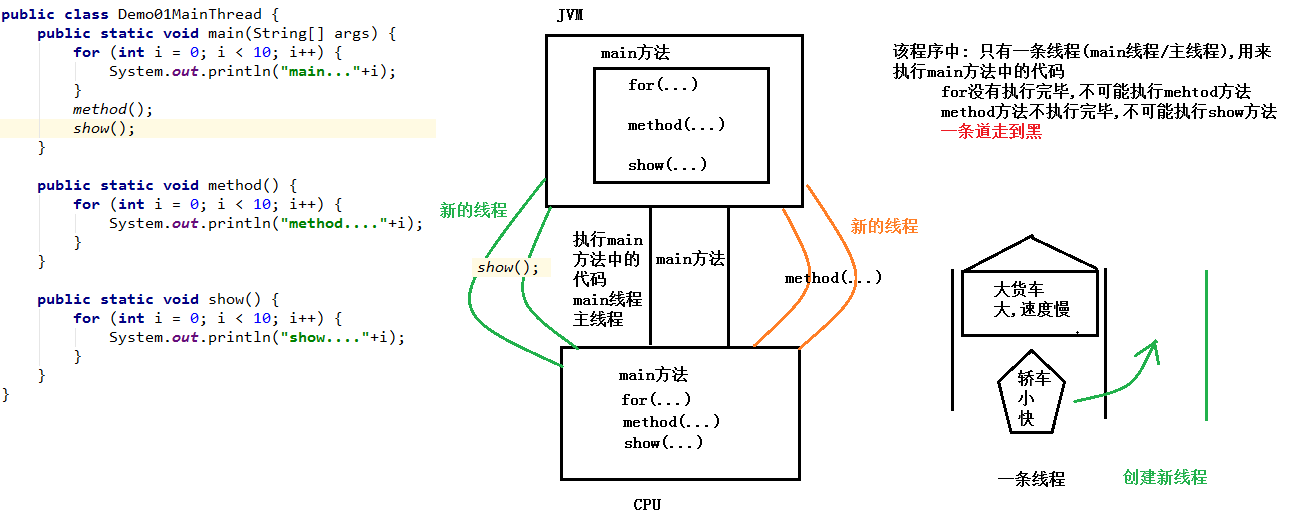 public class Demo01MainThread {
    public static void main(String[] args) {
        for (int i = 0; i < 10; i++) {
            System.out.println("main..."+i);
        }
        method();
        show();
    }
    public static void method() {
        for (int i = 0; i < 10; i++) {
            System.out.println("method...."+i);
        }
    }
    public static void show() {
        for (int i = 0; i < 10; i++) {
            System.out.println("show...."+i);
        }
    }
}
JVM
main方法
for(...)
method(...)
show(...)
新的线程
show();
执行main
方法中的
代码
main线程
主线程
main方法
新的线程
method(...)
main方法
for(...)
method(...)
show(...)
CPU
该程序中: 只有一条线程(main线程/主线程),用来
执行main方法中的代码
for没有执行完毕,不可能执行mehtod方法
method方法不执行完毕,不可能执行show方法
一条道走到黑
大货车
大,速度慢
轿车
小
快
一条线程
创建新线程